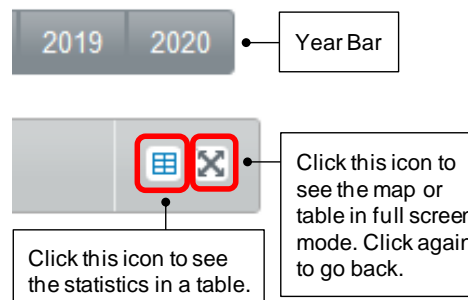 2019 2020
Year Bar
Click this icon to
see the map or
table in full screen
mode. Click again
to go back.
Click this icon to see
the statistics in a table.